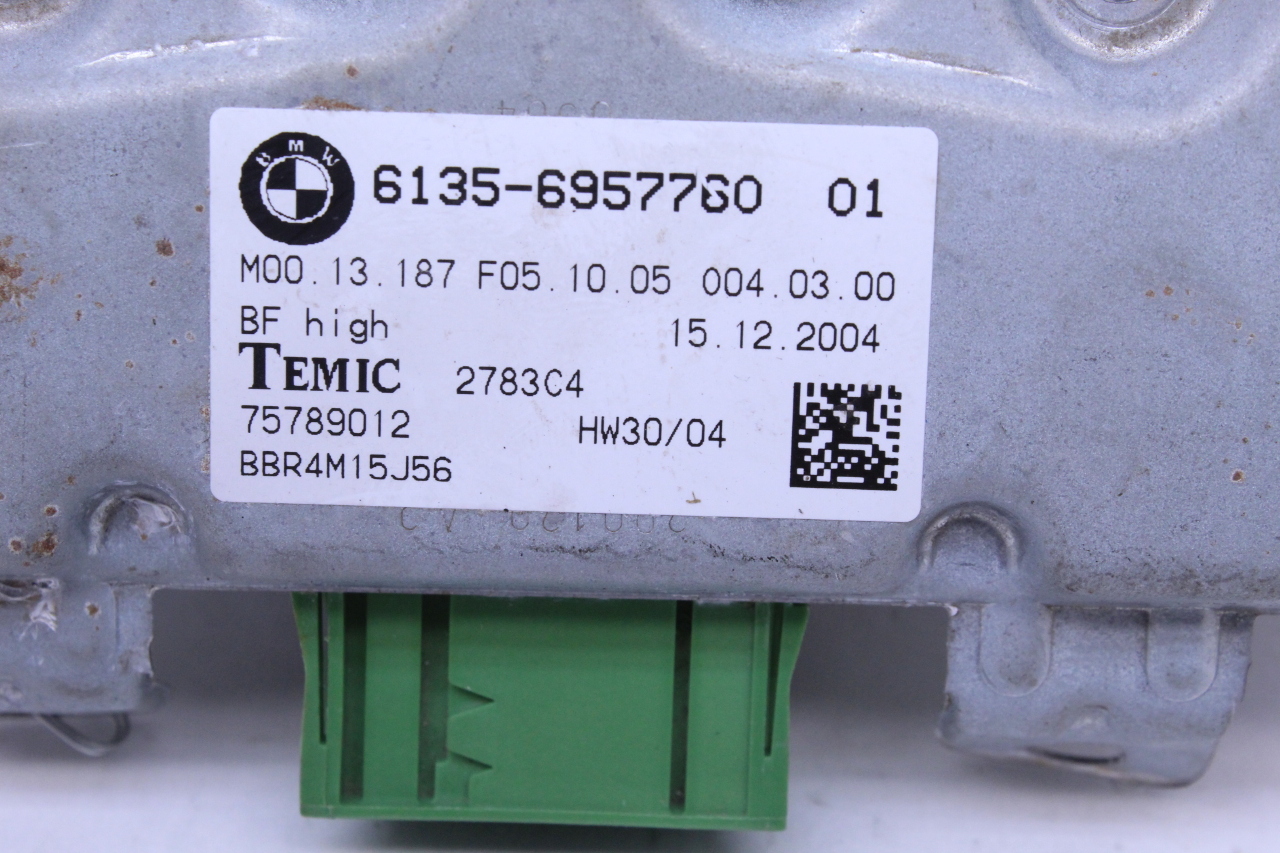 BMW
6135-6957760 01
M00.13.187 F05.10.05 004.03.00
BF high 15.12.2004
TEMIC 2783C4
75789012 HW30/04
BBR4M15J56